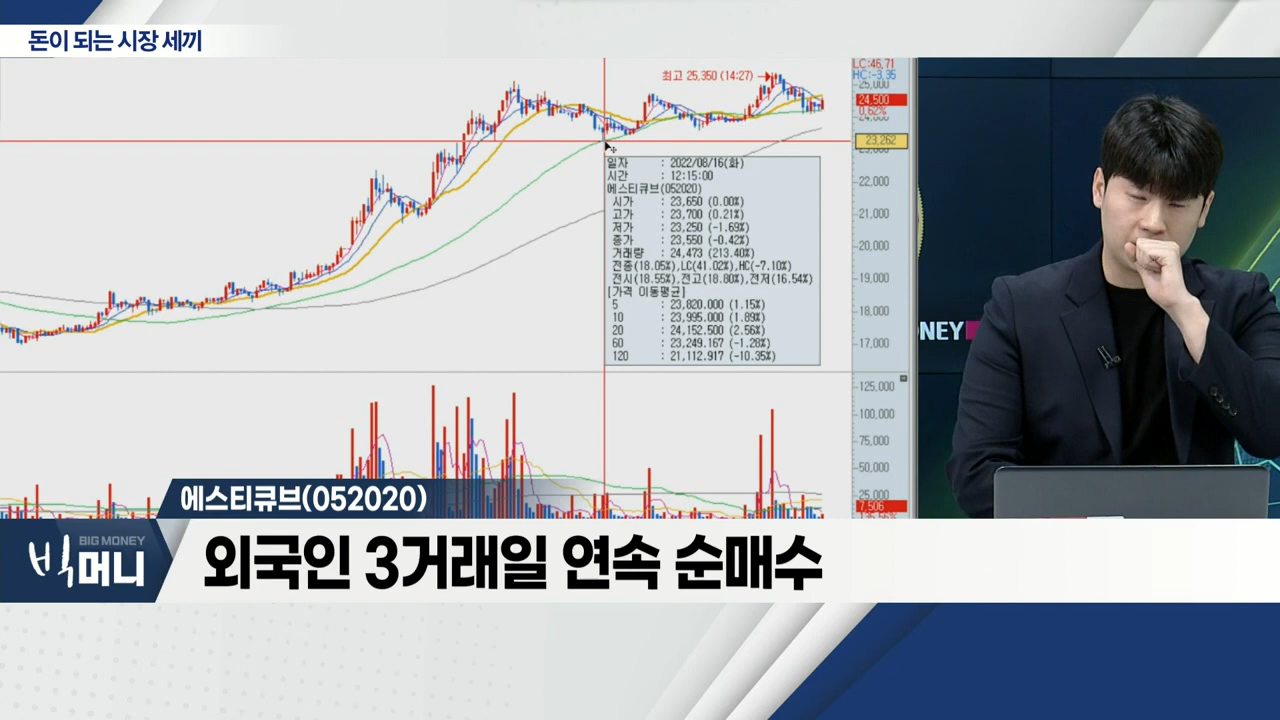 돈이 되는 시장 세끼
최고 25,350 (14:27)
LC:46.71
HC:-3.35
25,000
24,500
0.62%
24,000
23,262
23,000
22,000
21,000
20,000
19,000
18,000
17,000
일자 : 2022/08/16(화)
시간 : 12:15:00
에스티큐브(052020)
시가 : 23,650 (0.00%)
고가 : 23,700 (0.21%)
저가 : 23,250 (-1.69%)
종가 : 23,550 (-0.42%)
거래량 : 24,473 (213.40%)
전종(18.05%),LC(41.02%),HC(-7.10%)
전시(18.55%),전고(18.80%),전저(16.54%)
[가격 이동평균]
5 : 23,820.000 (1.15%)
10 : 23,995.000 (1.89%)
20 : 24,152.500 (2.56%)
60 : 23,249.167 (-1.28%)
120 : 21,112.917 (-10.35%)
125,000
100,000
75,000
50,000
25,000
7,506
NEY
에스티큐브(052020)
BIG MONEY
빅머니
외국인 3거래일 연속 순매수